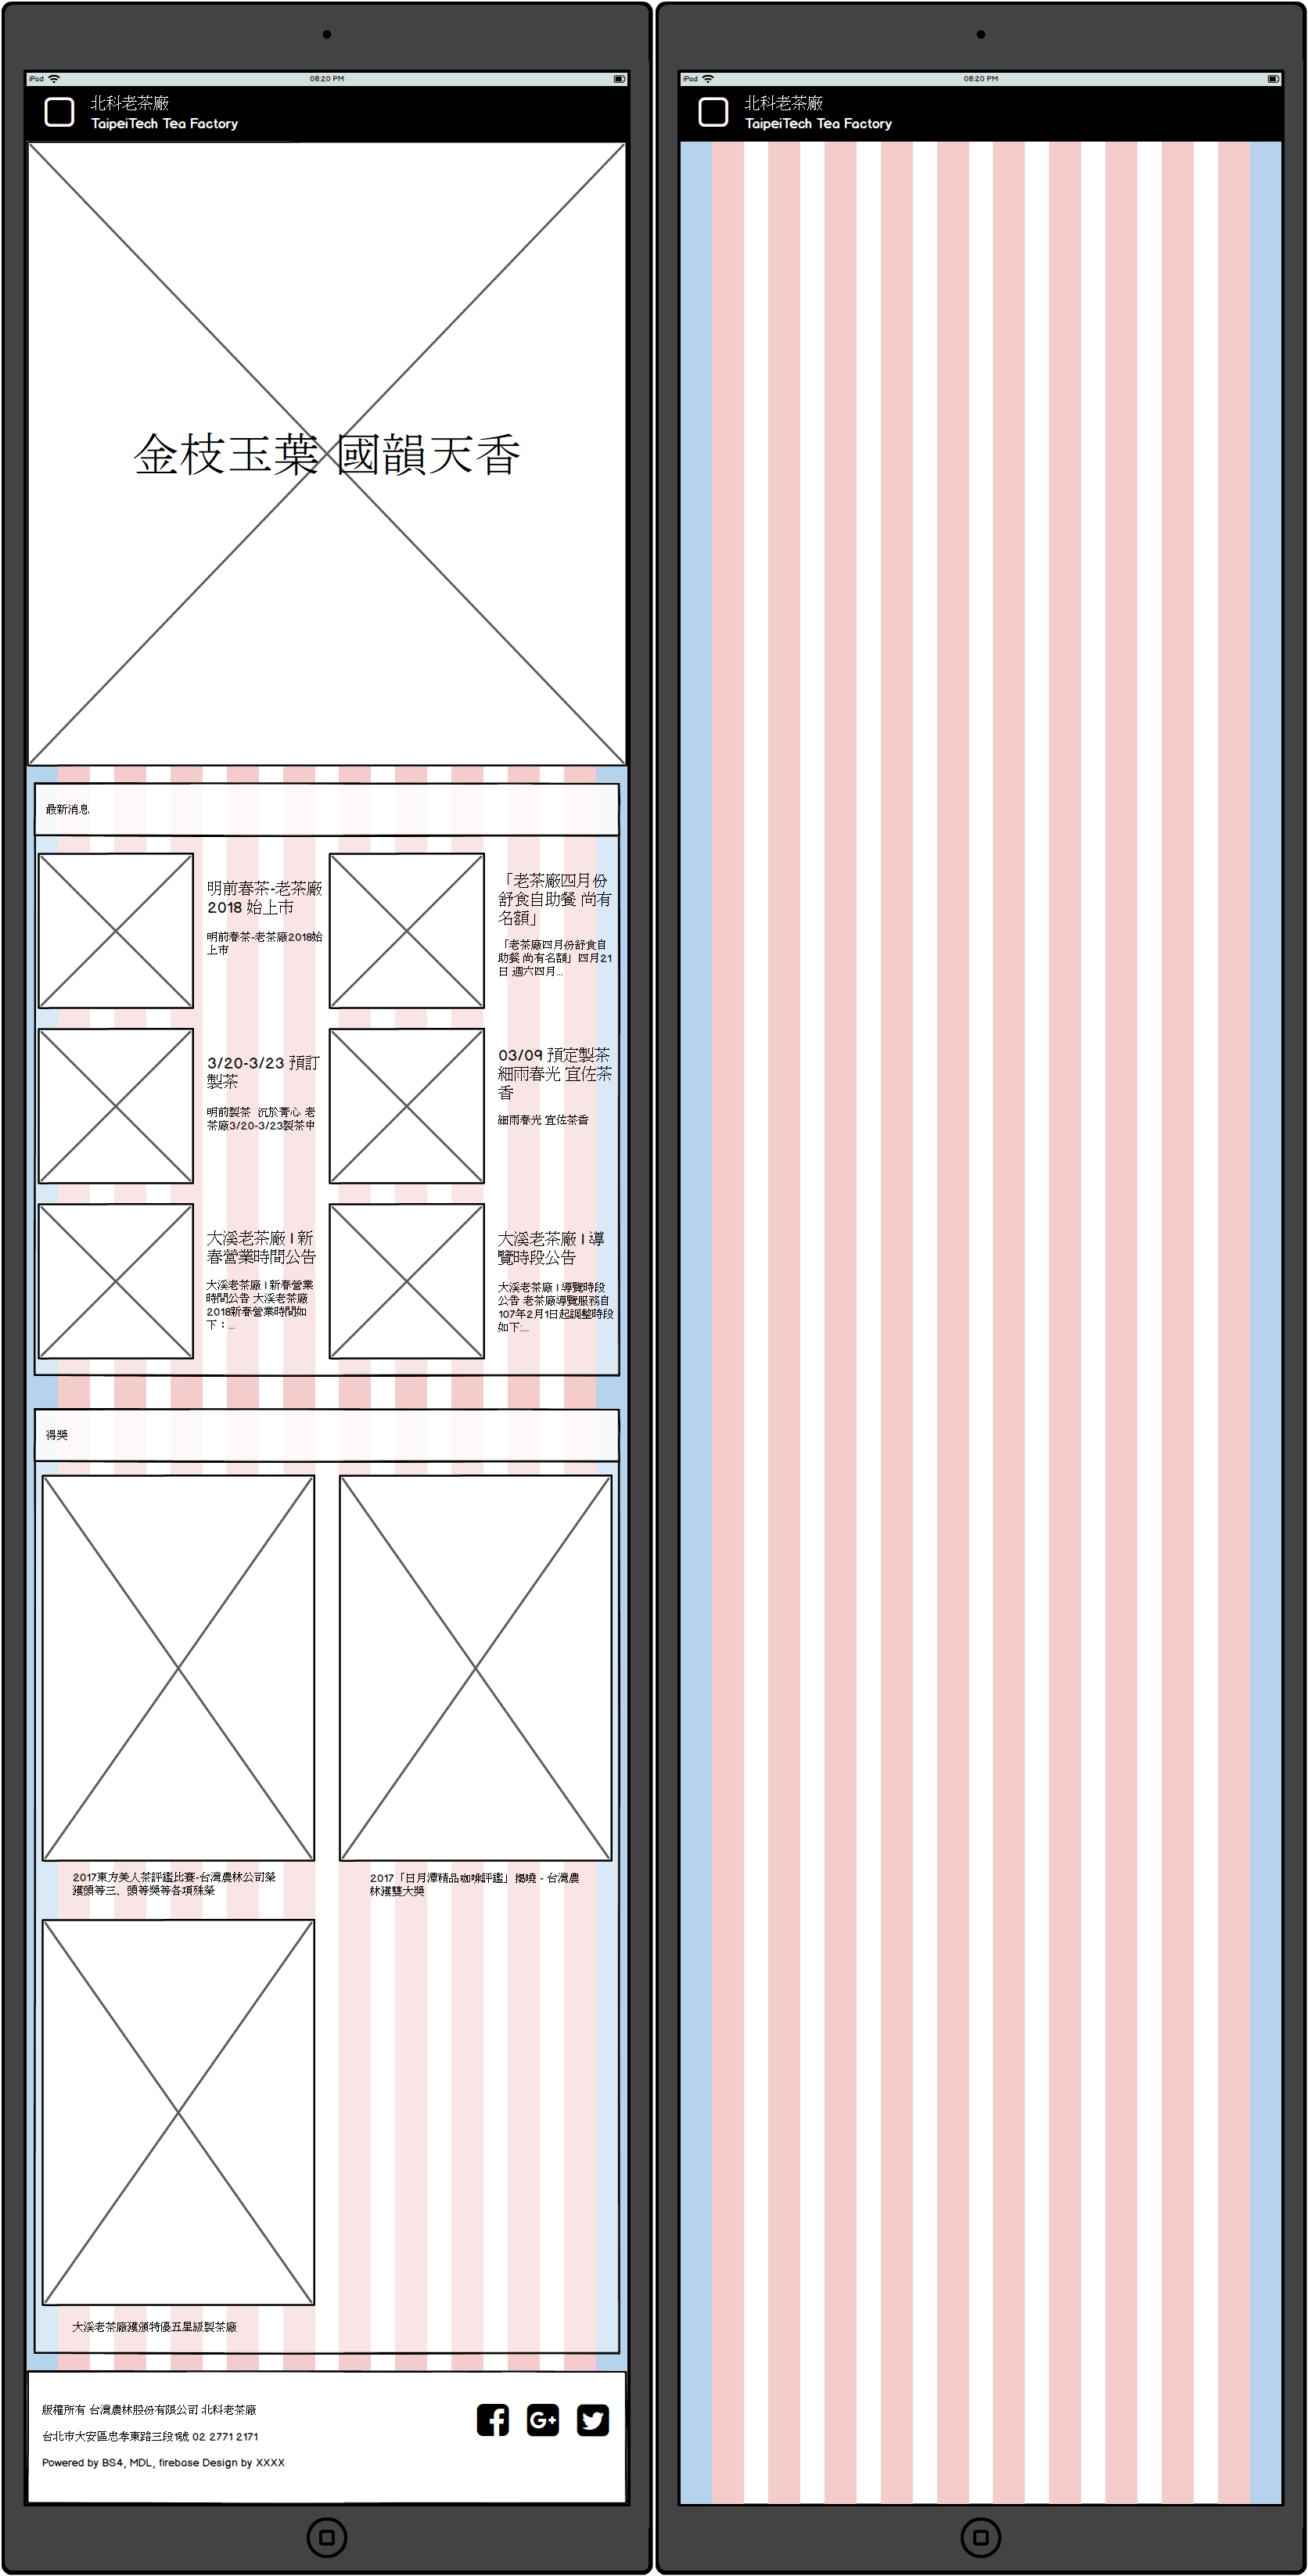 iPad
08:20 PM
北科老茶廠
TaipeiTech Tea Factory
金枝玉葉 國韻天香
最新消息
明前春茶-老茶廠
2018 始上市
明前春茶-老茶廠2018始
上市
「老茶廠四月份
舒食自助餐 尚有
名額」
「老茶廠四月份舒食自
助餐 尚有名額」四月21
日 週六四月...
3/20-3/23 預訂
製茶
明前製茶 沉於菁心 老
茶廠3/20-3/23製茶中
03/09 預定製茶
細雨春光 宜佐茶
香
細雨春光 宜佐茶香
大溪老茶廠 I 新
春營業時間公告
大溪老茶廠 I 新春營業
時間公告 大溪老茶廠
2018新春營業時間如
下：...
大溪老茶廠 I 導
覽時段公告
大溪老茶廠 I 導覽時段
公告 老茶廠導覽服務自
107年2月1日起調整時段
如下:...
得獎
2017東方美人茶評鑑比賽-台灣農林公司榮
獲頭等三、頭等獎等各項殊榮
2017「日月潭精品咖啡評鑑」揭曉 - 台灣農
林獲雙大獎
大溪老茶廠獲頒特優五星級製茶廠
版權所有 台灣農林股份有限公司 北科老茶廠
台北市大安區忠孝東路三段1號 02 2771 2171
Powered by BS4, MDL, firebase Design by XXXX
iPad
08:20 PM
北科老茶廠
TaipeiTech Tea Factory